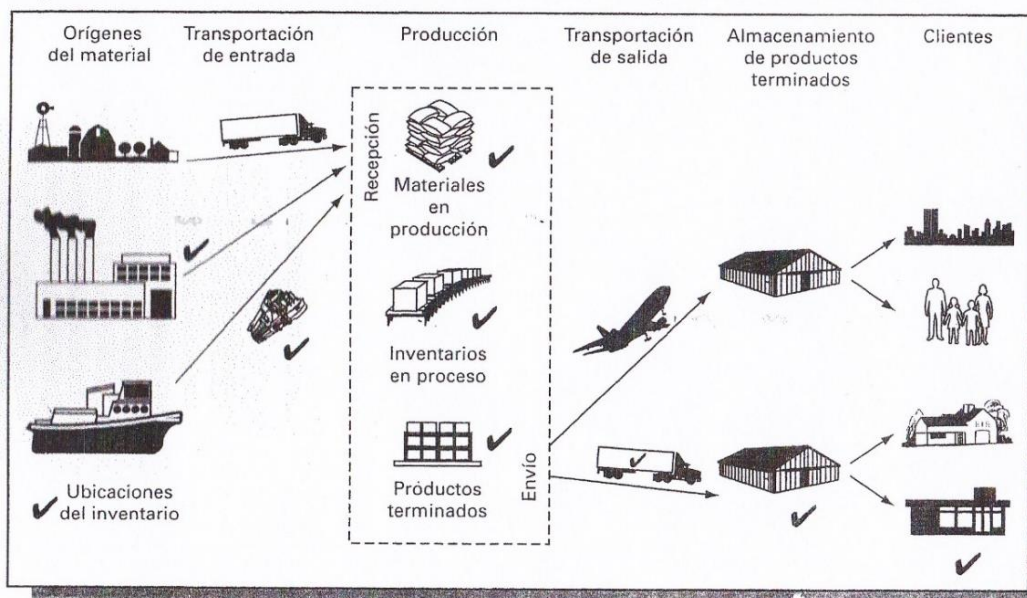 Orígenes
del material
Transportación
de entrada
Producción
Transportación
de salida
Almacenamiento
de productos
terminados
Clientes
Recepción
Materiales
en
producción
Inventarios
en proceso
Productos
terminados
Envío
Ubicaciones
del inventario